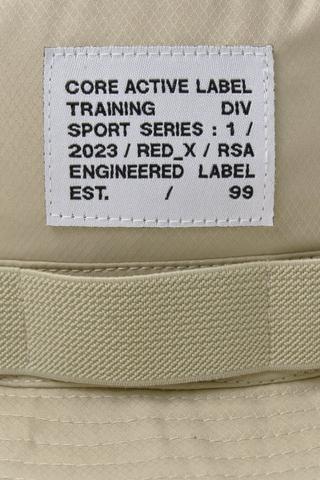 CORE ACTIVE LABEL
TRAINING DIV
SPORT SERIES : 1 /
2023 / RED_X / RSA
ENGINEERED LABEL
EST. / 99